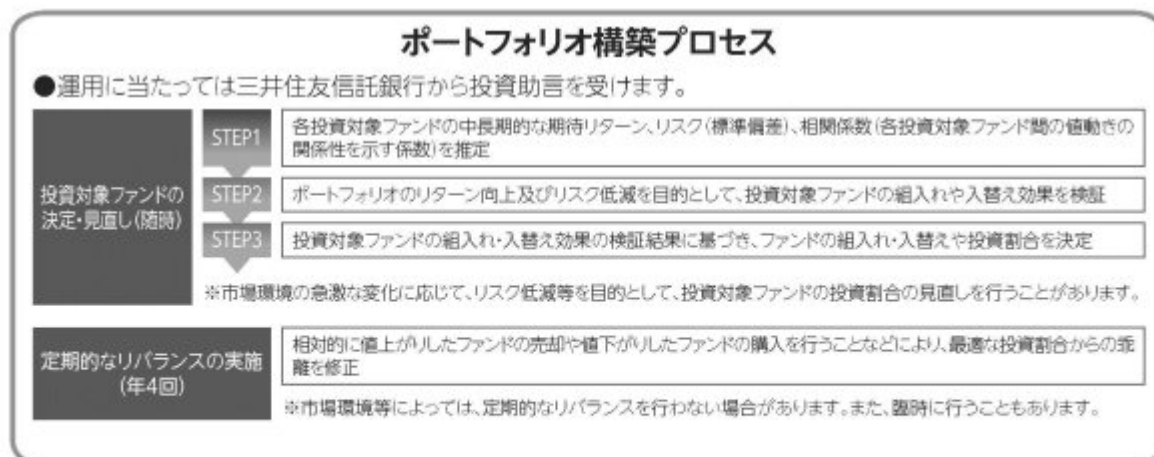 ポートフォリオ構築プロセス
●運用に当たっては三井住友信託銀行から投資助言を受けます。
投資対象ファンドの
決定・見直し(随時)
STEP1
各投資対象ファンドの中長期的な期待リターン、リスク(標準偏差)、相関係数(各投資対象ファンド間の値動きの
関係性を示す係数)を推定
STEP2
ポートフォリオのリターン向上及びリスク低減を目的として、投資対象ファンドの組入れや入替え効果を検証
STEP3
投資対象ファンドの組入れ・入替え効果の検証結果に基づき、ファンドの組入れ・入替えや投資割合を決定
※市場環境の急激な変化に応じて、リスク低減等を目的として、投資対象ファンドの投資割合の見直しを行うことがあります。
定期的なリバランスの実施
(年4回)
相対的に値上がりしたファンドの売却や値下がりしたファンドの購入を行うことなどにより、最適な投資割合からの乖
離を修正
※市場環境等によっては、定期的なリバランスを行わない場合があります。また、臨時に行うこともあります。